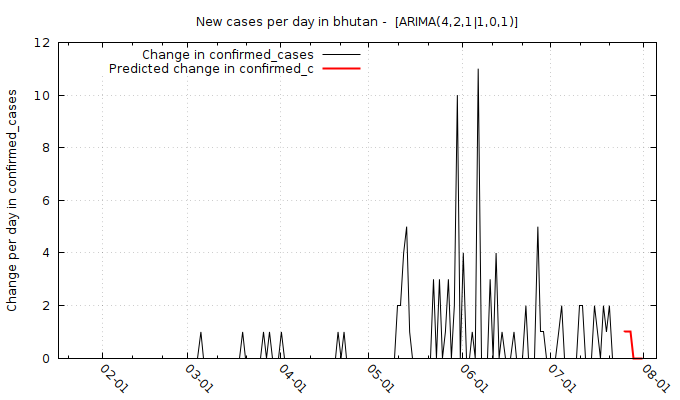 New cases per day in bhutan -  [ARIMA(4,2,1|1,0,1)]
Change in confirmed_cases
Predicted change in confirmed_c
Change per day in confirmed_cases
12
10
8
6
4
2
0
02-01 03-01 04-01 05-01 06-01 07-01 08-01